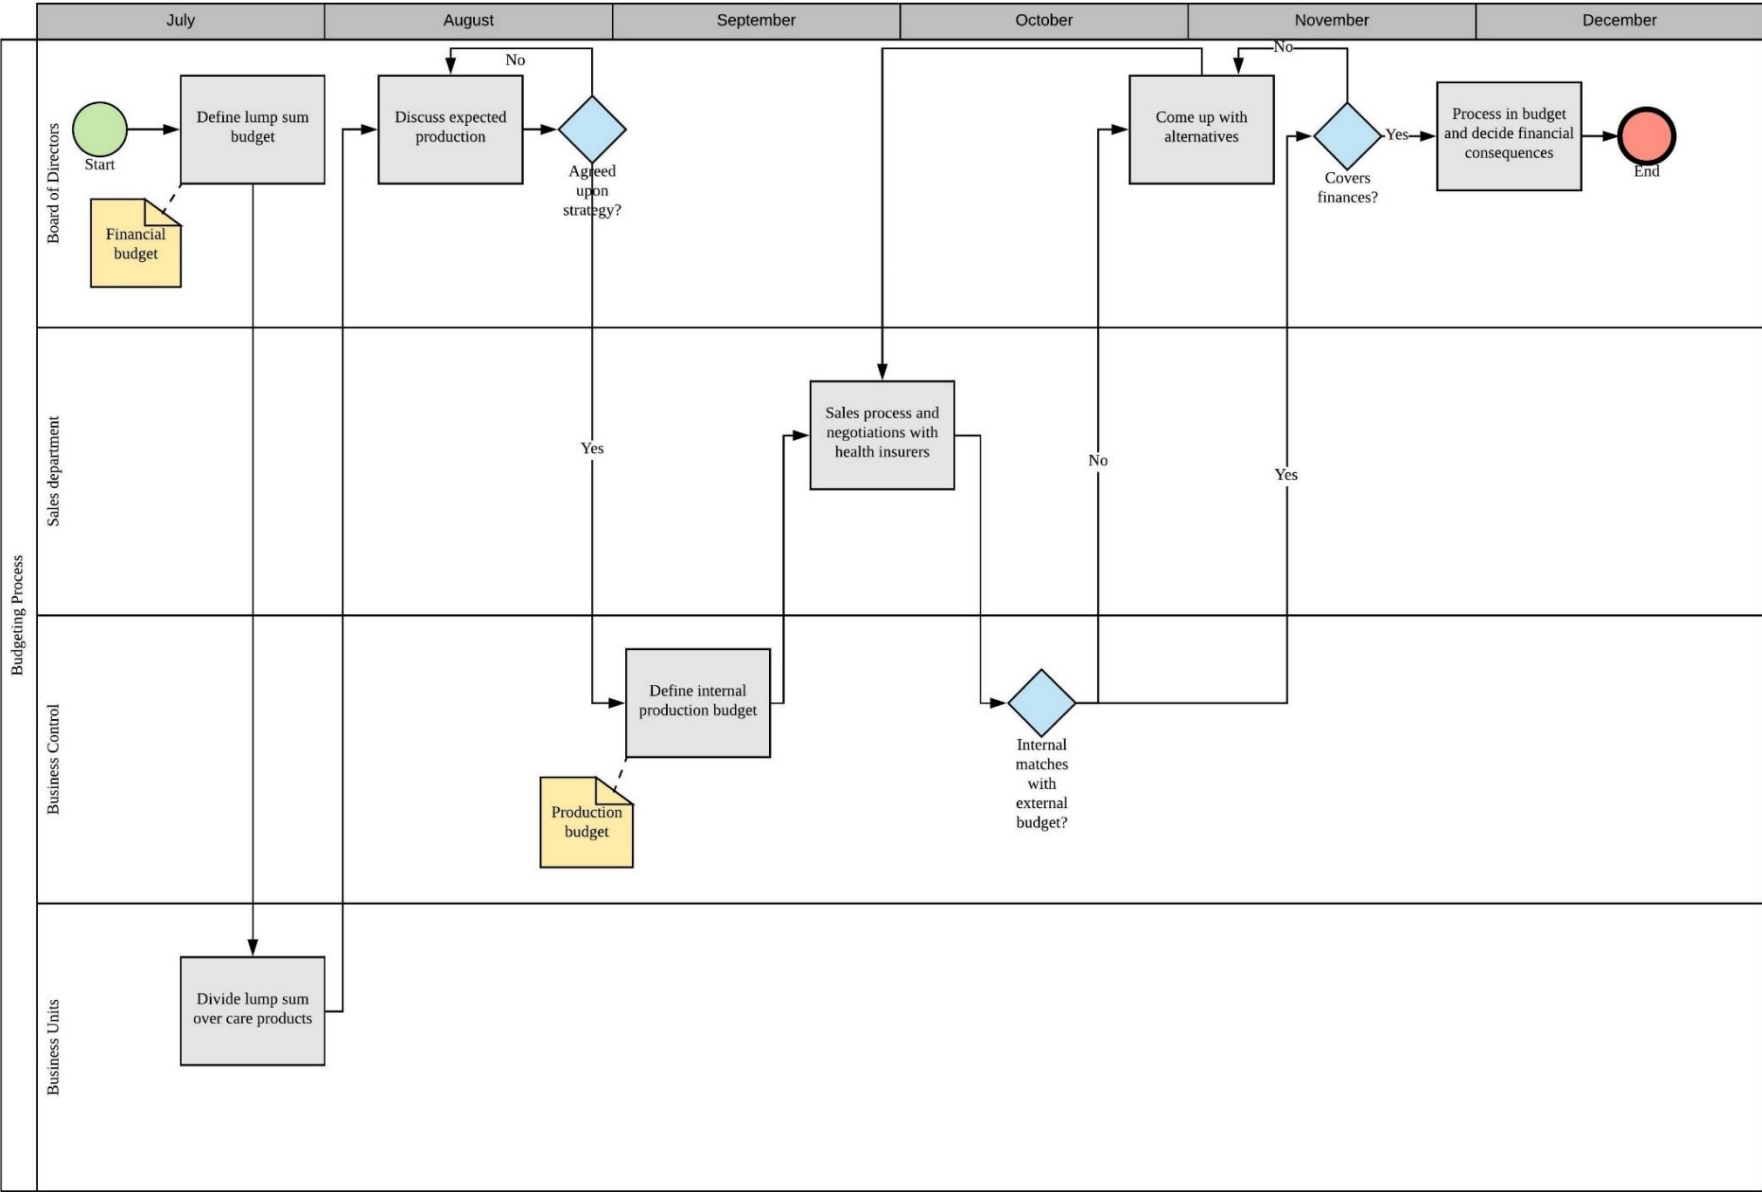 July
August
September
October
November
December
Budgeting Process
Board of Directors
Start
Define lump sum
budget
Financial
budget
Discuss expected
production
No
Agreed
upon
strategy?
Come up with
alternatives
No
Covers
finances?
Yes
Process in budget
and decide financial
consequences
End
Sales department
Yes
Sales process and
negotiations with
health insurers
No
Yes
Business Control
Define internal
production budget
Production
budget
Internal
matches
with
external
budget?
Business Units
Divide lump sum
over care products